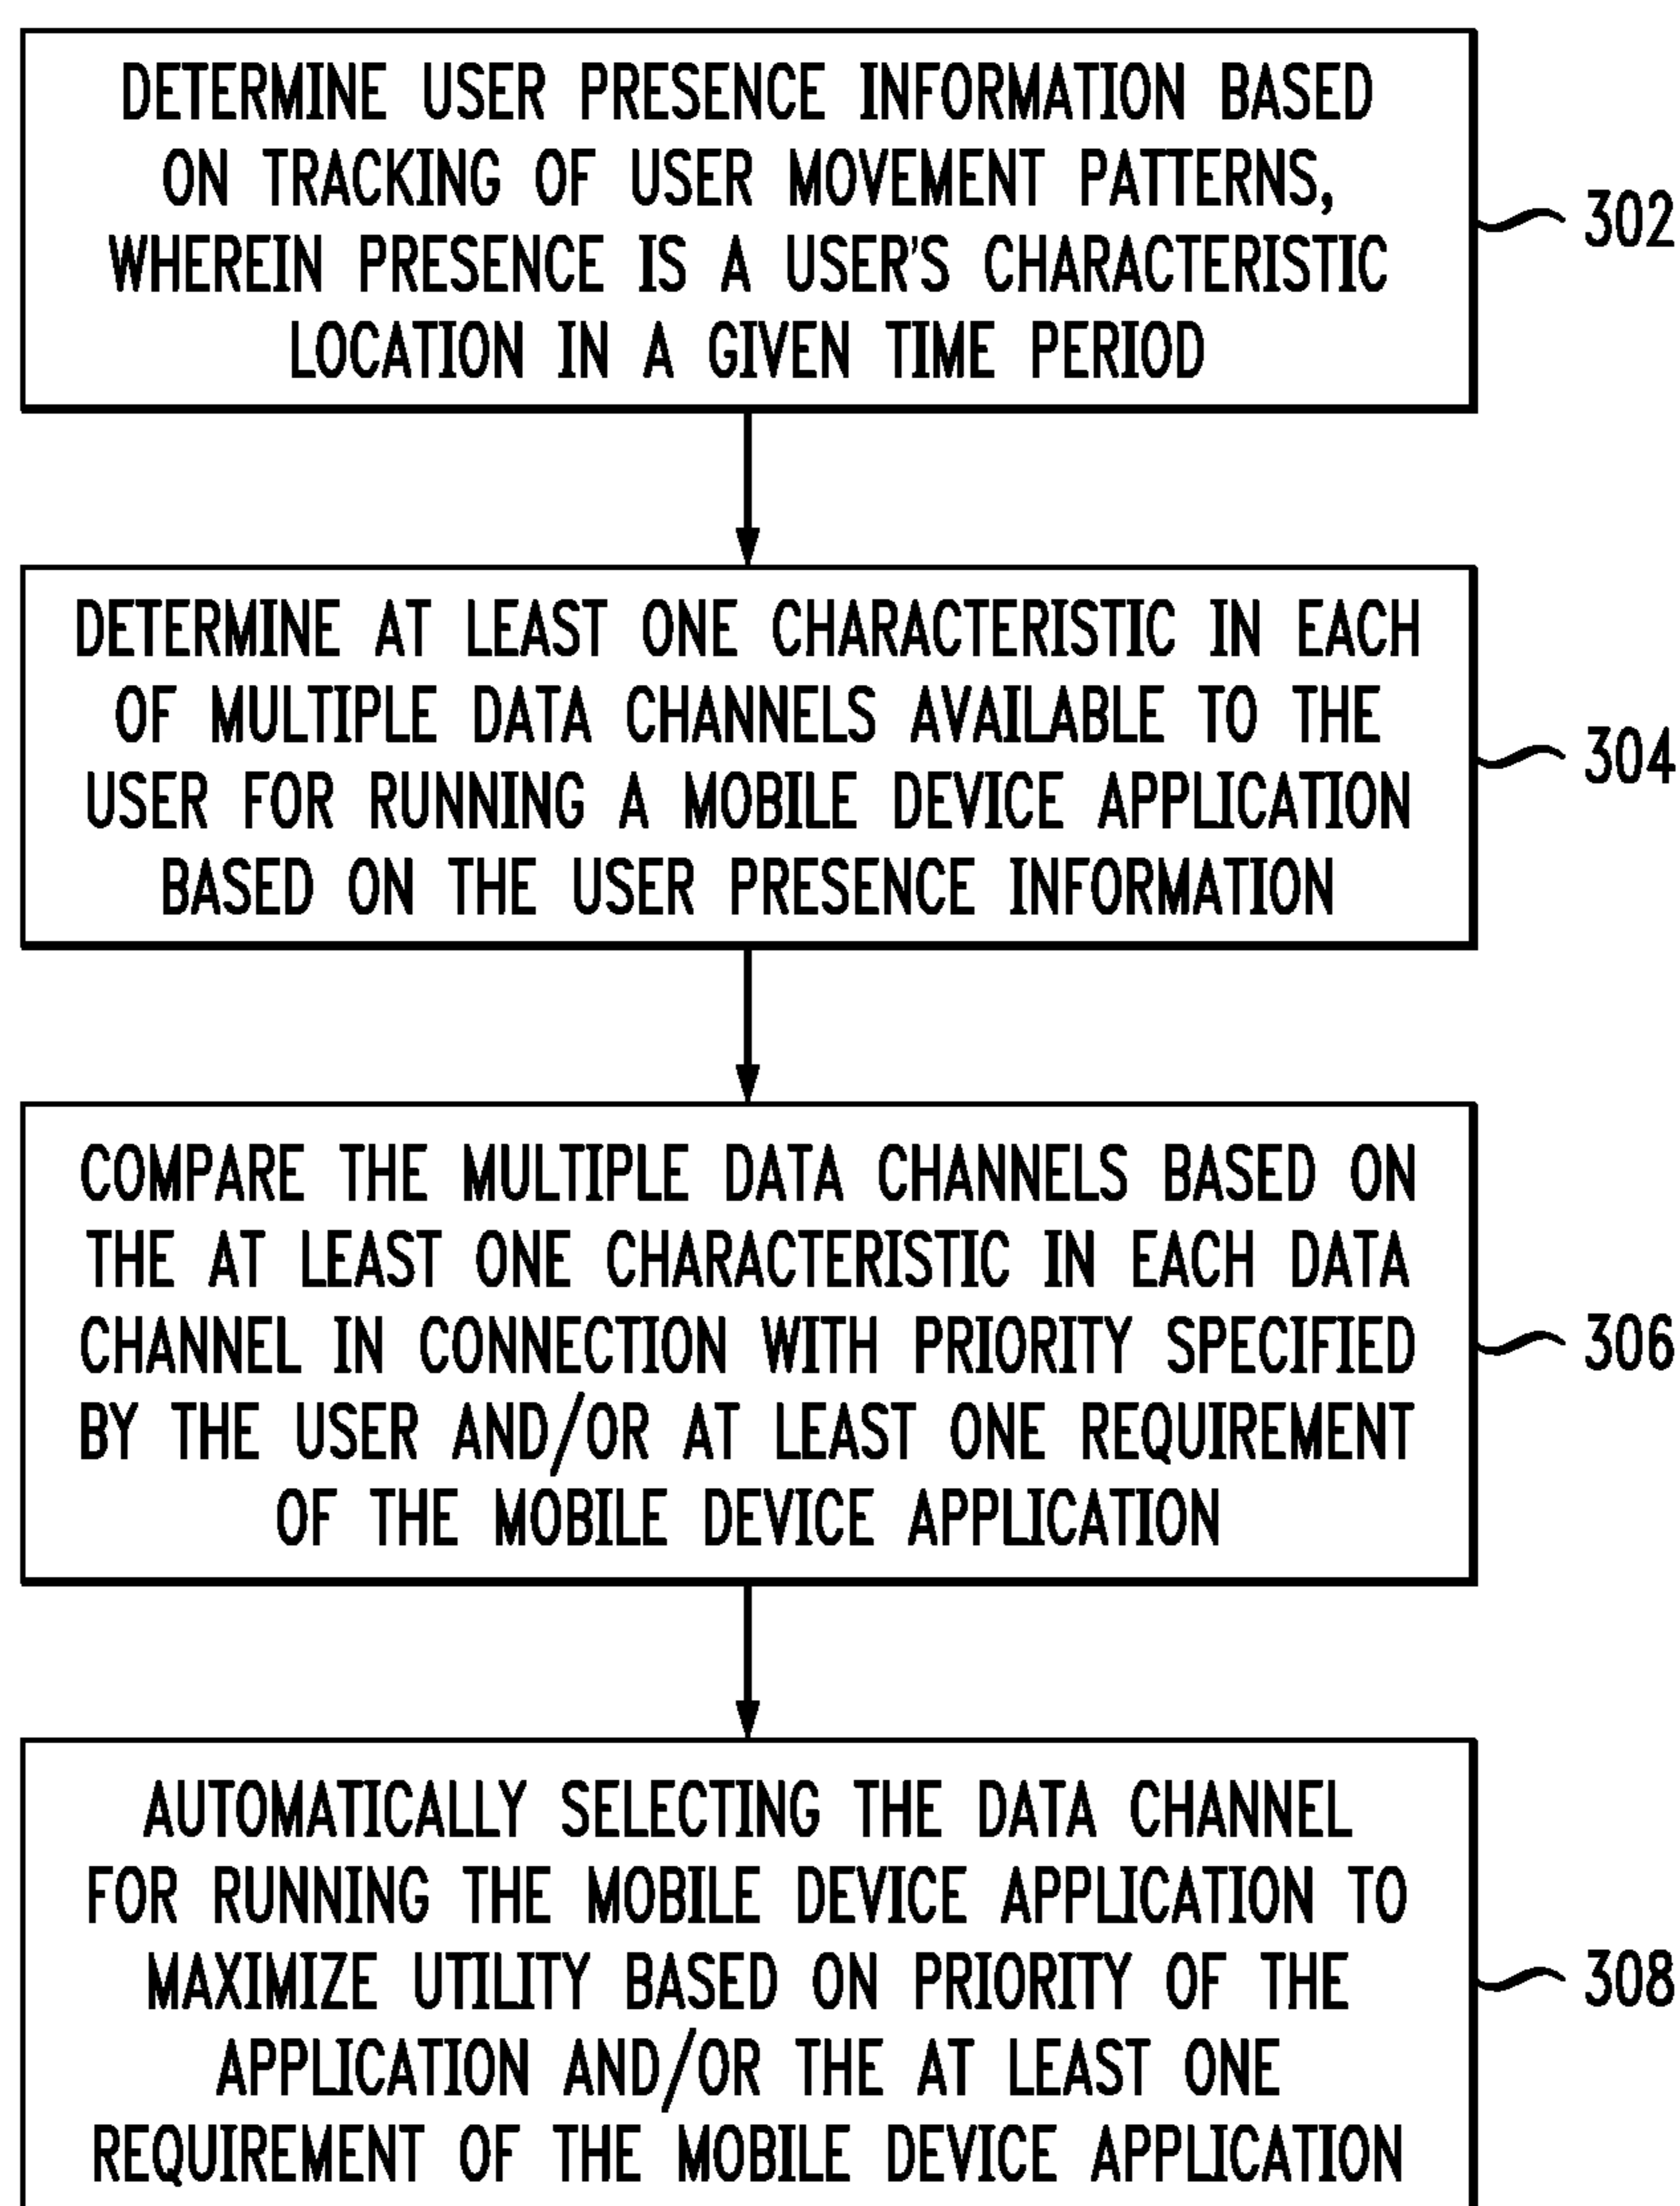 DETERMINE USER PRESENCE INFORMATION BASED
ON TRACKING OF USER MOVEMENT PATTERNS,
WHEREIN PRESENCE IS A USER'S CHARACTERISTIC
LOCATION IN A GIVEN TIME PERIOD
302
DETERMINE AT LEAST ONE CHARACTERISTIC IN EACH
OF MULTIPLE DATA CHANNELS AVAILABLE TO THE
USER FOR RUNNING A MOBILE DEVICE APPLICATION
BASED ON THE USER PRESENCE INFORMATION
304
COMPARE THE MULTIPLE DATA CHANNELS BASED ON
THE AT LEAST ONE CHARACTERISTIC IN EACH DATA
CHANNEL IN CONNECTION WITH PRIORITY SPECIFIED
BY THE USER AND/OR AT LEAST ONE REQUIREMENT
OF THE MOBILE DEVICE APPLICATION
306
AUTOMATICALLY SELECTING THE DATA CHANNEL
FOR RUNNING THE MOBILE DEVICE APPLICATION TO
MAXIMIZE UTILITY BASED ON PRIORITY OF THE
APPLICATION AND/OR THE AT LEAST ONE
REQUIREMENT OF THE MOBILE DEVICE APPLICATION
308